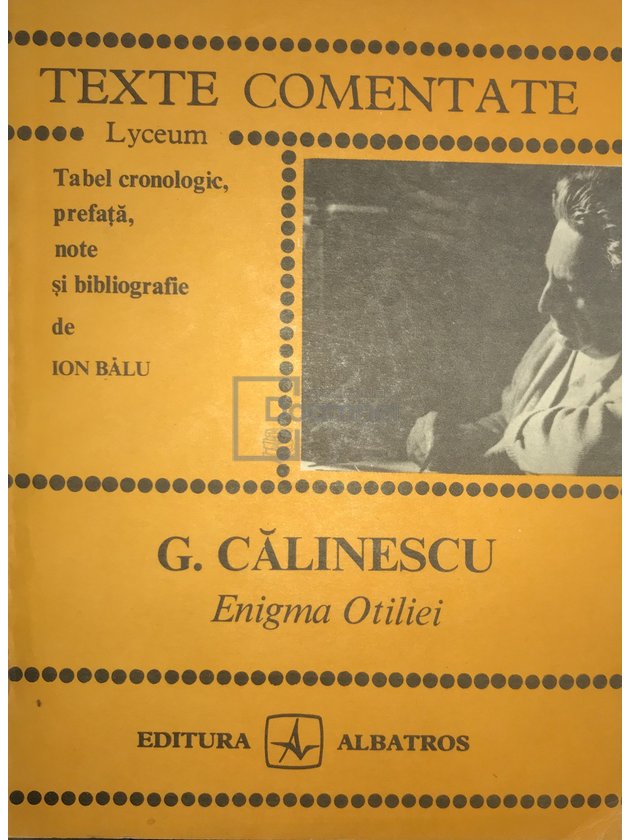 TEXTE COMENTATE
Lyceum
Tabel cronologic,
prefață,
note
și bibliografie
de
ION BĂLU
G. CĂLINESCU
Enigma Otiliei
EDITURA ALBATROS